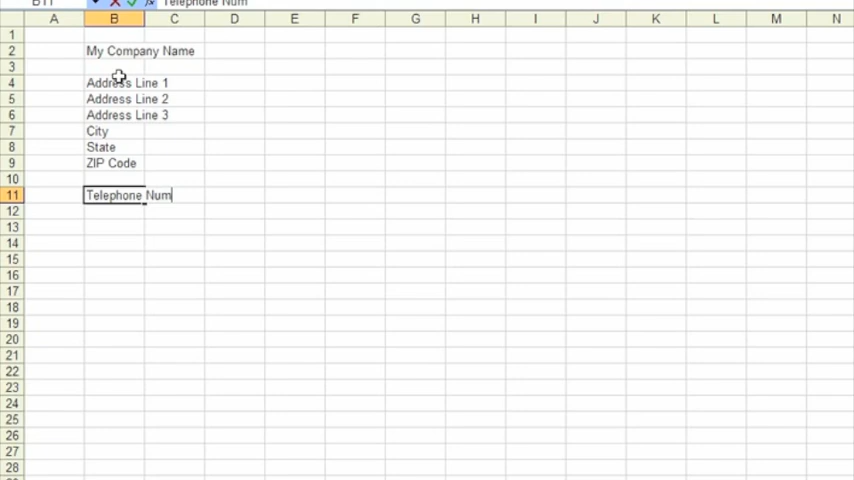 B11 Telephone Num
A B C D E F G H I J K L M N
1
2 My Company Name
3
4 Address Line 1
5 Address Line 2
6 Address Line 3
7 City
8 State
9 ZIP Code
10
11 Telephone Num
12
13
14
15
16
17
18
19
20
21
22
23
24
25
26
27
28